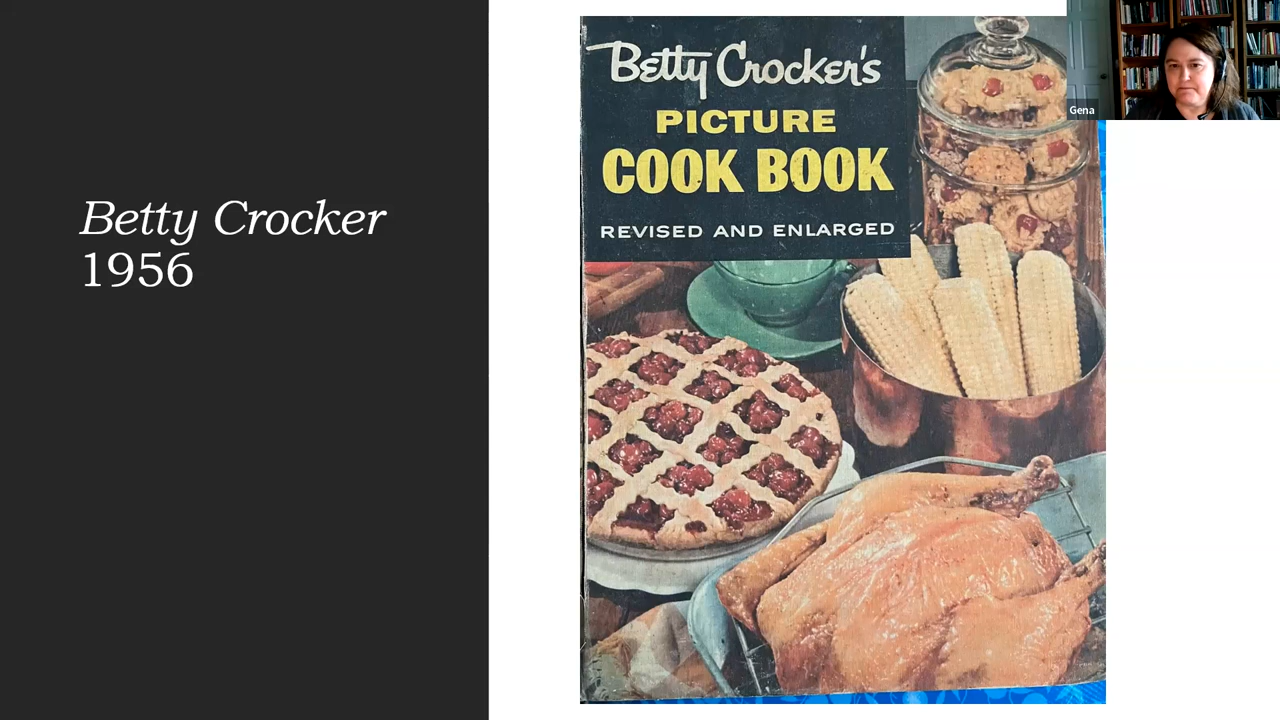 Betty Crocker
1956
Betty Crocker's
PICTURE
COOK BOOK
REVISED AND ENLARGED
Gena